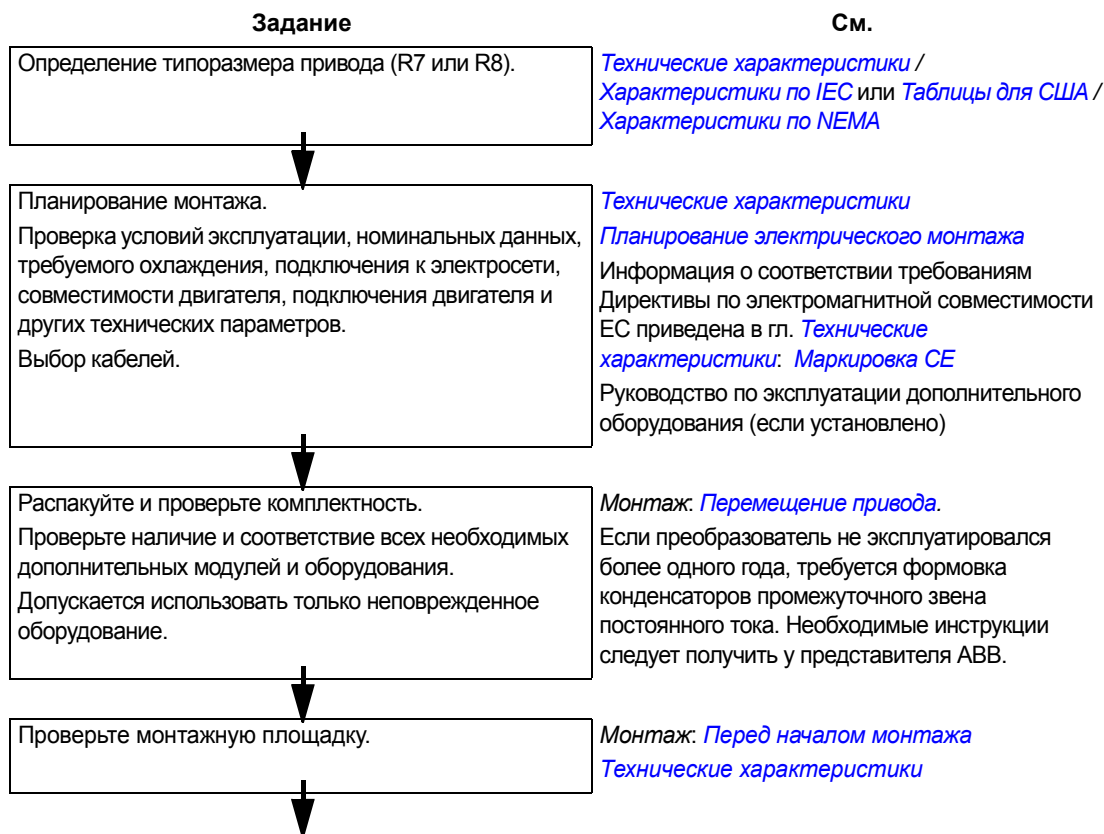 Задание
См.
Определение типоразмера привода (R7 или R8).
Технические характеристики /
Характеристики по IEC или Таблицы для США /
Характеристики по NEMA
Планирование монтажа.
Проверка условий эксплуатации, номинальных данных,
требуемого охлаждения, подключения к электросети,
совместимости двигателя, подключения двигателя и
других технических параметров.
Выбор кабелей.
Технические характеристики
Планирование электрического монтажа
Информация о соответствии требованиям
Директивы по электромагнитной совместимости
ЕС приведена в гл. Технические
характеристики: Маркировка CE
Руководство по эксплуатации дополнительного
оборудования (если установлено)
Распакуйте и проверьте комплектность.
Проверьте наличие и соответствие всех необходимых
дополнительных модулей и оборудования.
Допускается использовать только неповрежденное
оборудование.
Монтаж: Перемещение привода.
Если преобразователь не эксплуатировался
более одного года, требуется формовка
конденсаторов промежуточного звена
постоянного тока. Необходимые инструкции
следует получить у представителя ABB.
Проверьте монтажную площадку.
Монтаж: Перед началом монтажа
Технические характеристики